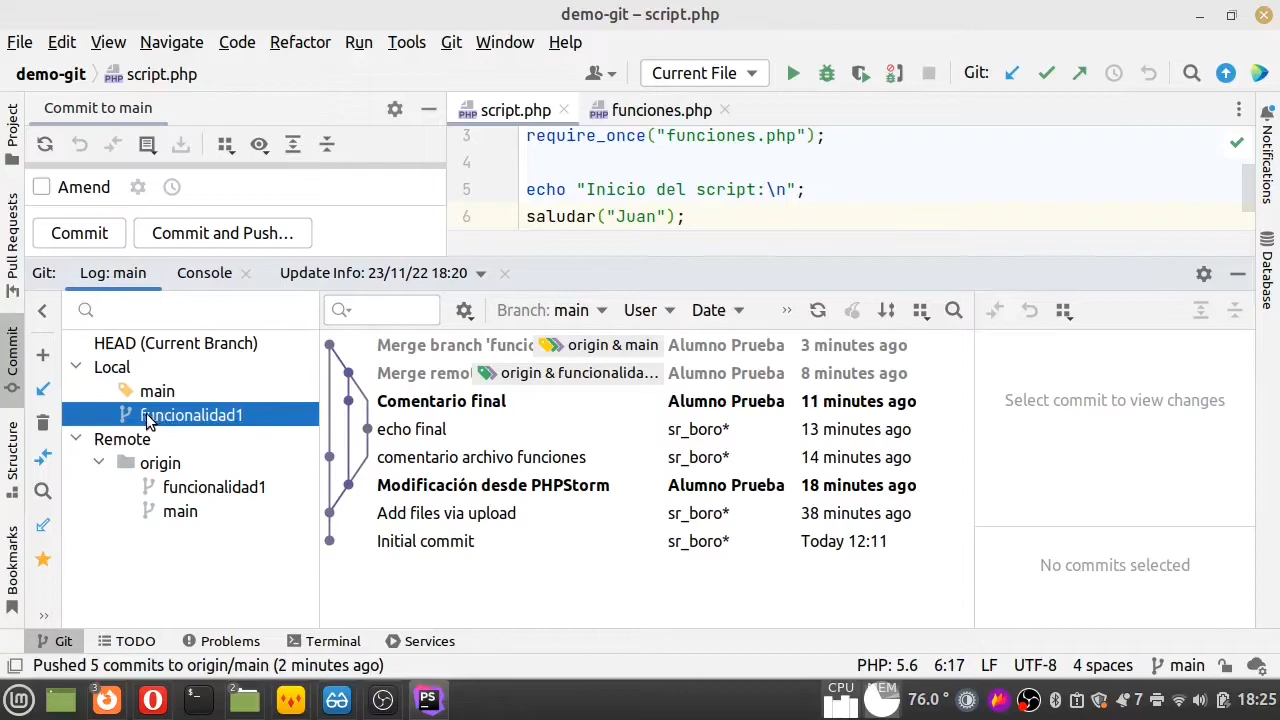 demo-git – script.php
File Edit View Navigate Code Refactor Run Tools Git Window Help
demo-git script.php Current File Git:
Commit to main
script.php funciones.php
Project
Pull Requests
Commit
Structure
Bookmarks
Notifications
Database
Amend
Commit Commit and Push…
3 require_once("funciones.php");
4
5 echo "Inicio del script:\n";
6 saludar("Juan");
Git: Log: main Console Update Info: 23/11/22 18:20
HEAD (Current Branch)
Local
main
funcionalidad1
Remote
origin
funcionalidad1
main
Branch: main User Date
Merge branch 'funcio origin & main Alumno Prueba 3 minutes ago
Merge remo origin & funcionalida… Alumno Prueba 8 minutes ago
Comentario final Alumno Prueba 11 minutes ago
echo final sr_boro* 13 minutes ago
comentario archivo funciones sr_boro* 14 minutes ago
Modificación desde PHPStorm Alumno Prueba 18 minutes ago
Add files via upload sr_boro* 38 minutes ago
Initial commit sr_boro* Today 12:11
Select commit to view changes
No commits selected
Git TODO Problems Terminal Services
Pushed 5 commits to origin/main (2 minutes ago) PHP: 5.6 6:17 LF UTF-8 4 spaces main
3 2 PS CPU MEM 76.0 ° 7 18:25